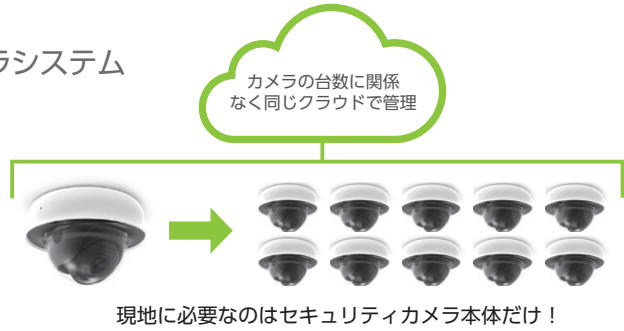 ラシステム
カメラの台数に関係
なく同じクラウドで管理
現地に必要なのはセキュリティカメラ本体だけ！